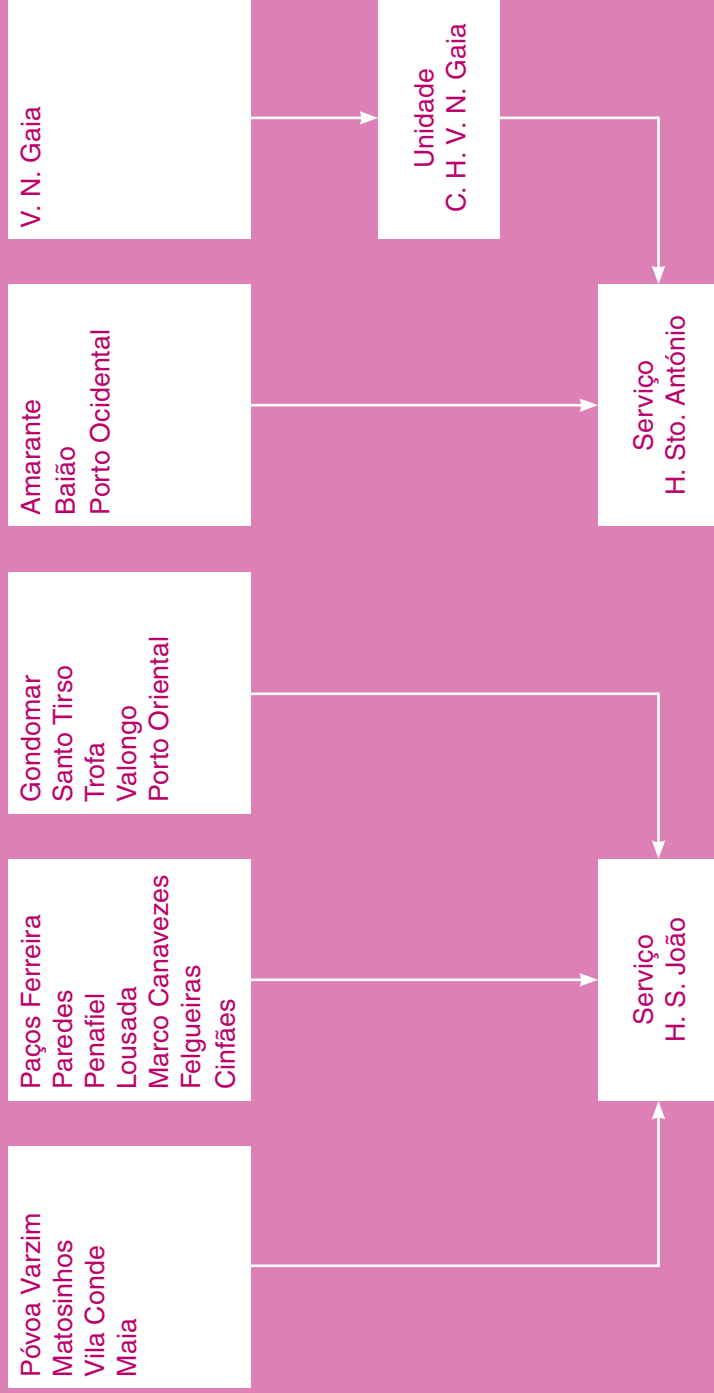 Póvoa Varzim
Matosinhos
Vila Conde
Maia
Paços Ferreira
Paredes
Penafiel
Lousada
Marco Canavezes
Felgueiras
Cinfães
Gondomar
Santo Tirso
Trofa
Valongo
Porto Oriental
Amarante
Baião
Porto Ocidental
V. N. Gaia
Unidade
C. H. V. N. Gaia
Serviço
H. S. João
Serviço
H. Sto. António